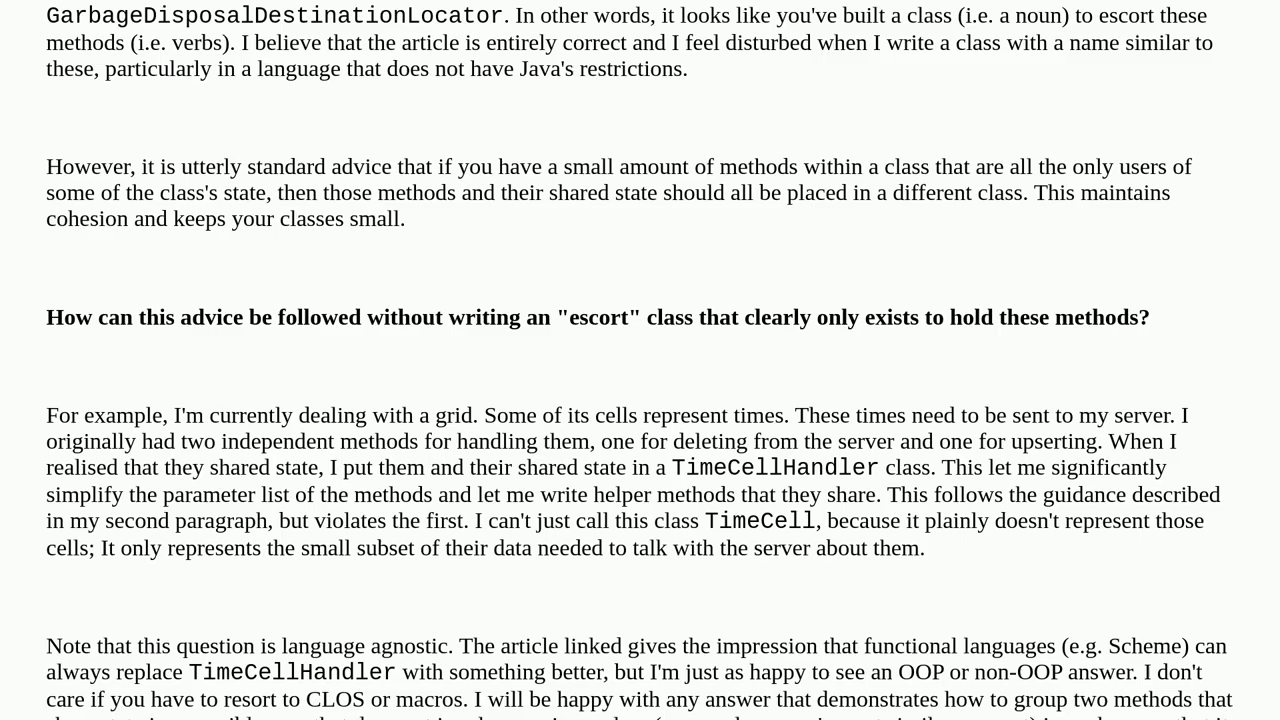 GarbageDisposalDestinationLocator. In other words, it looks like you've built a class (i.e. a noun) to escort these
methods (i.e. verbs). I believe that the article is entirely correct and I feel disturbed when I write a class with a name similar to
these, particularly in a language that does not have Java's restrictions.
However, it is utterly standard advice that if you have a small amount of methods within a class that are all the only users of
some of the class's state, then those methods and their shared state should all be placed in a different class. This maintains
cohesion and keeps your classes small.
How can this advice be followed without writing an "escort" class that clearly only exists to hold these methods?
For example, I'm currently dealing with a grid. Some of its cells represent times. These times need to be sent to my server. I
originally had two independent methods for handling them, one for deleting from the server and one for upserting. When I
realised that they shared state, I put them and their shared state in a TimeCellHandler class. This let me significantly
simplify the parameter list of the methods and let me write helper methods that they share. This follows the guidance described
in my second paragraph, but violates the first. I can't just call this class TimeCell, because it plainly doesn't represent those
cells; It only represents the small subset of their data needed to talk with the server about them.
Note that this question is language agnostic. The article linked gives the impression that functional languages (e.g. Scheme) can
always replace TimeCellHandler with something better, but I'm just as happy to see an OOP or non-OOP answer. I don't
care if you have to resort to CLOS or macros. I will be happy with any answer that demonstrates how to group two methods that